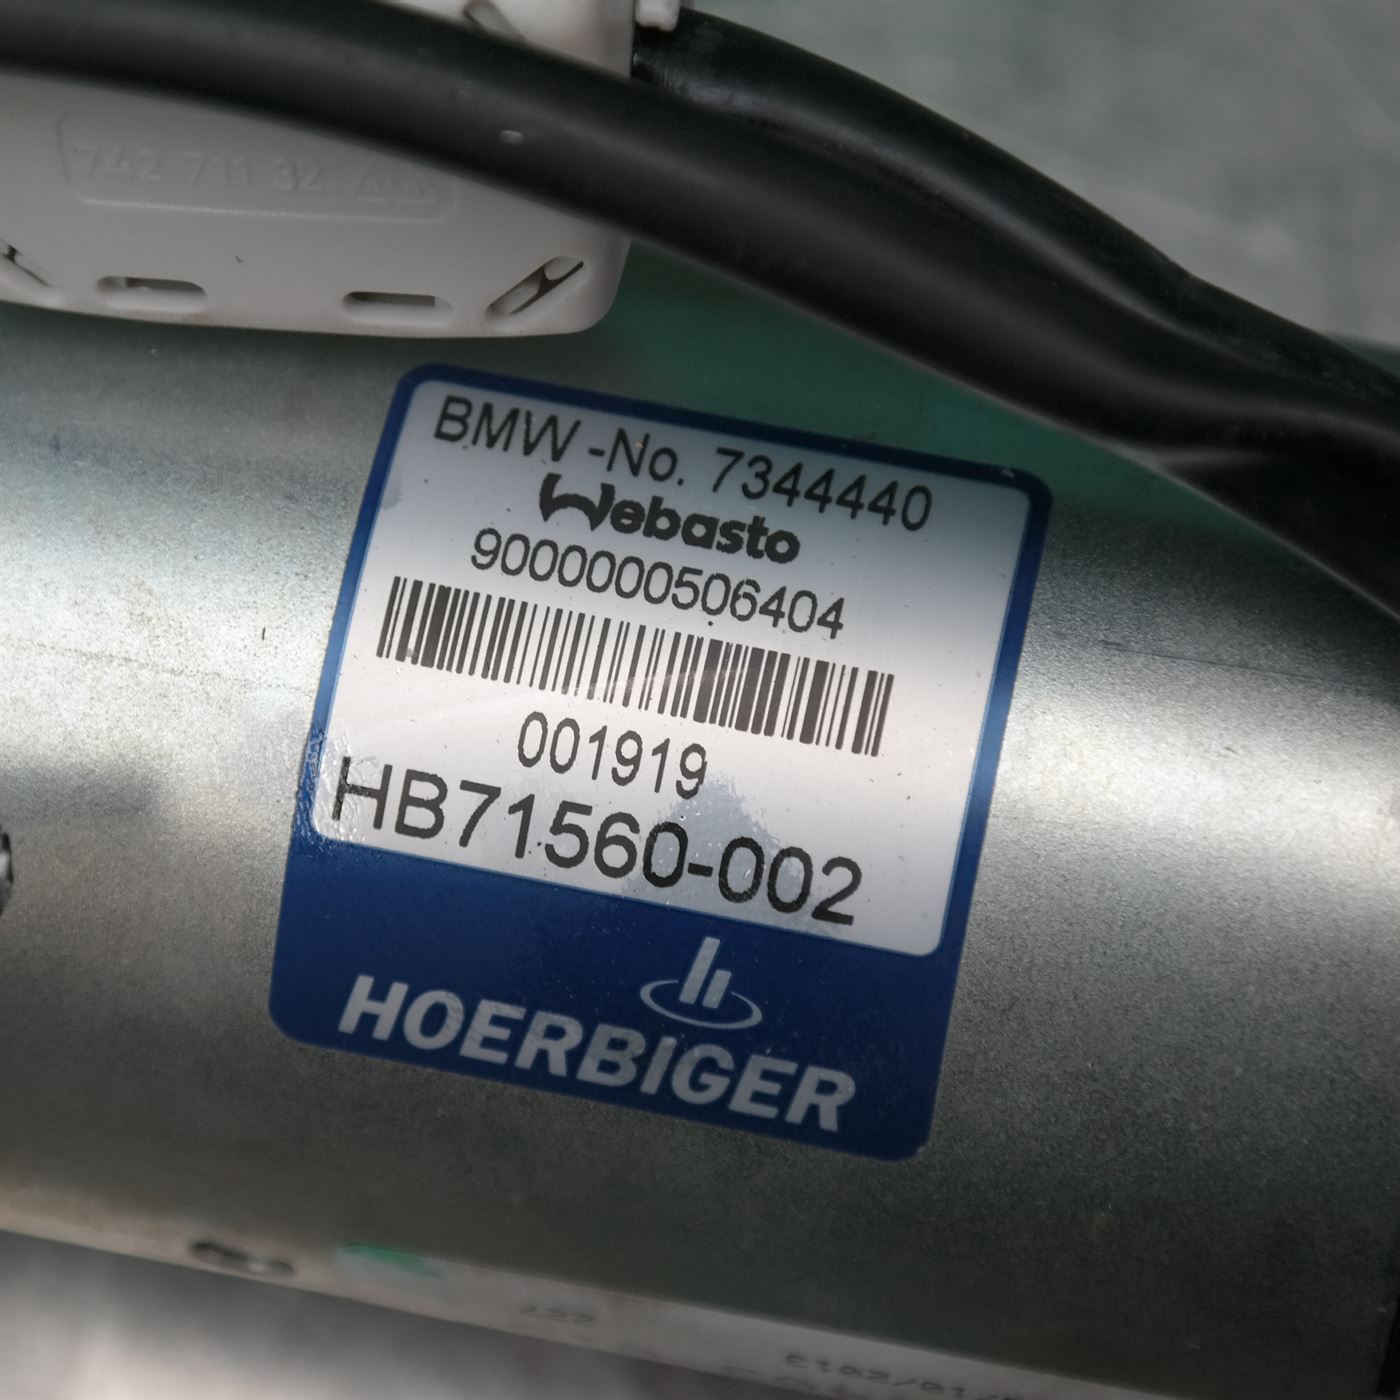 742 711 32
BMW -No. 7344440
Webasto
9000000506404
001919
HB71560-002
HOERBIGER